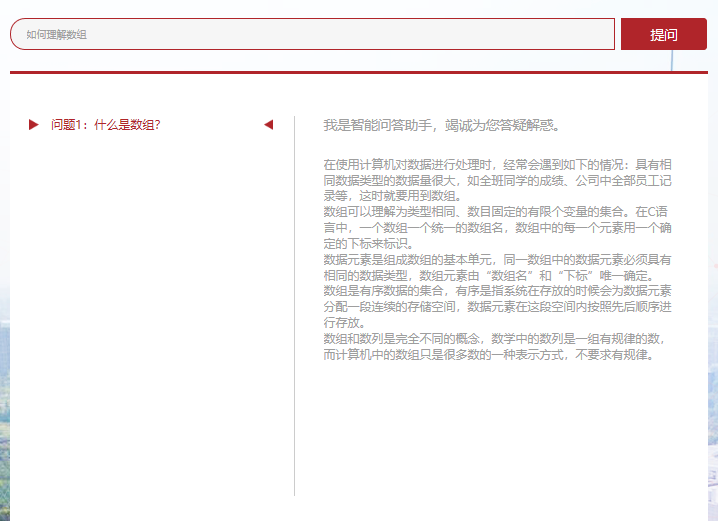 如何理解数组
提问
问题1：什么是数组？
我是智能问答助手，竭诚为您答疑解惑。
在使用计算机对数据进行处理时，经常会遇到如下的情况：具有相
同数据类型的数据量很大，如全班同学的成绩、公司中全部员工记
录等，这时就要用到数组。
数组可以理解为类型相同、数目固定的有限个变量的集合。在C语
言中，一个数组一个统一的数组名，数组中的每一个元素用一个确
定的下标来标识。
数据元素是组成数组的基本单元，同一数组中的数据元素必须具有
相同的数据类型，数组元素由“数组名”和“下标”唯一确定。
数组是有序数据的集合，有序是指系统在存放的时候会为数据元素
分配一段连续的存储空间，数据元素在这段空间内按照先后顺序进
行存放。
数组和数列是完全不同的概念，数学中的数列是一组有规律的数，
而计算机中的数组只是很多数的一种表示方式，不要求有规律。